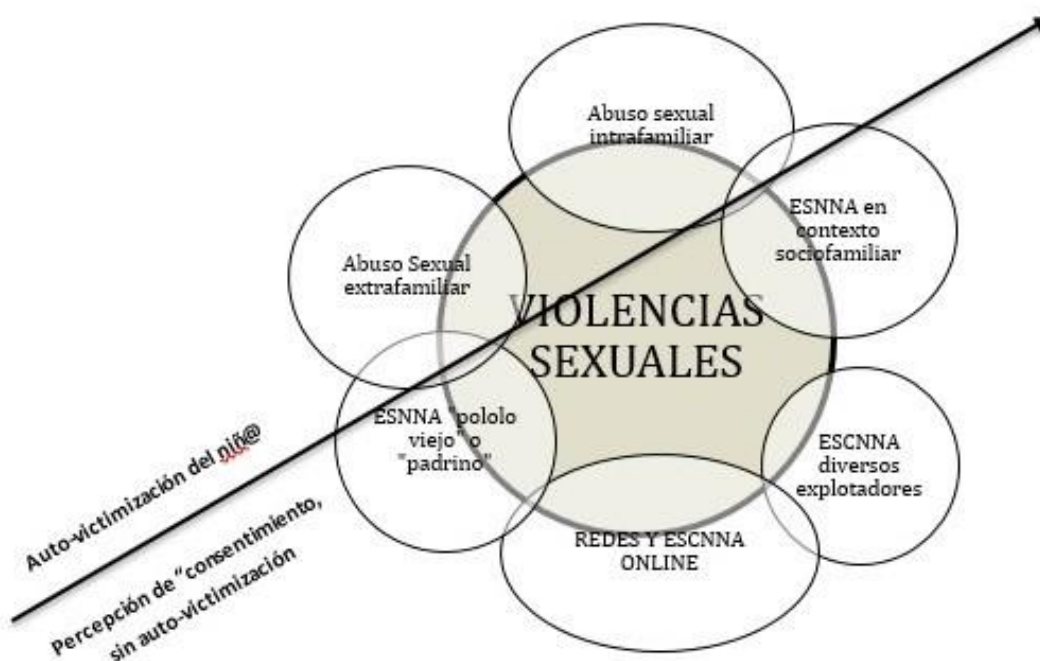 Abuso sexual
intrafamiliar
ESNNA en
contexto
sociofamiliar
Abuso Sexual
extrafamiliar
VIOLENCIAS
SEXUALES
ESNNA "pololo
viejo" o
"padrino"
ESCNNA
diversos
explotadores
REDES Y ESCNNA
ONLINE
Auto-victimización del niñ@
Percepción de "consentimiento,
sin auto-victimización